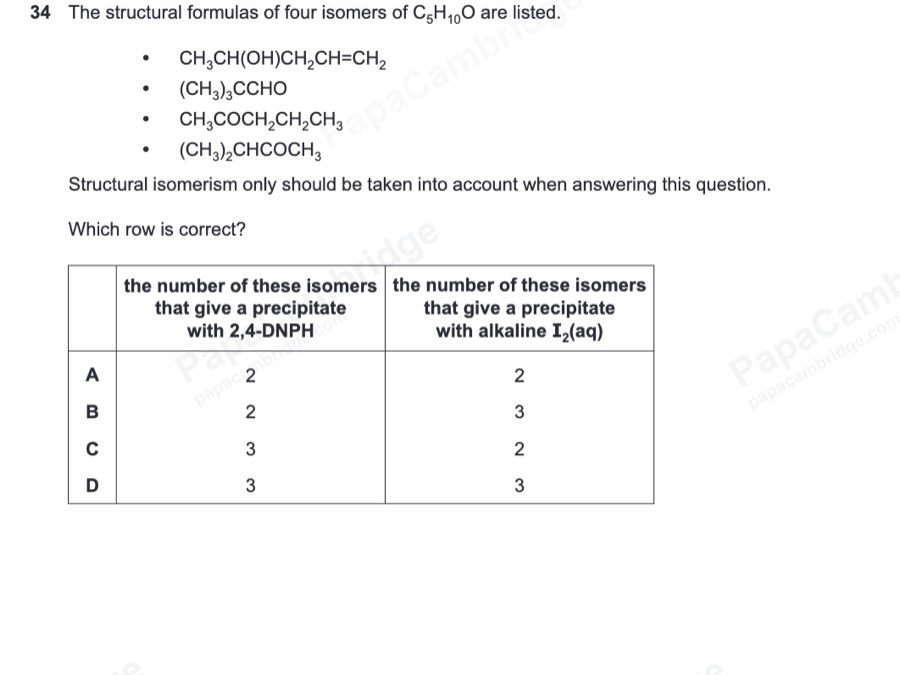 34 The structural formulas of four isomers of C₅H₁₀O are listed.
• CH₃CH(OH)CH₂CH=CH₂
• (CH₃)₃CCHO
• CH₃COCH₂CH₂CH₃
• (CH₃)₂CHCOCH₃
Structural isomerism only should be taken into account when answering this question.
Which row is correct?
the number of these isomers that give a precipitate with 2,4-DNPH the number of these isomers that give a precipitate with alkaline I₂(aq)
A 2 2
B 2 3
C 3 2
D 3 3
PapaCambridge
papacambridge.com